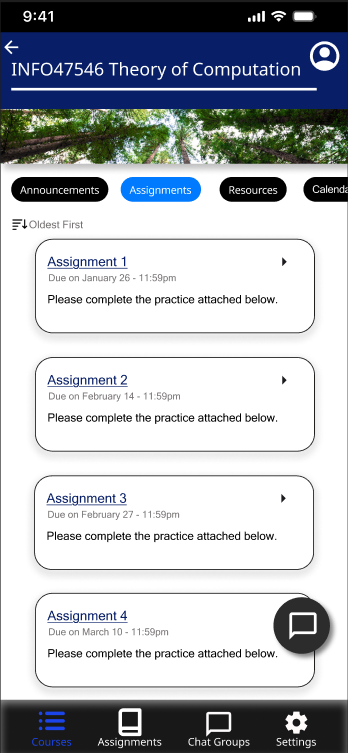 9:41
INFO47546 Theory of Computation
Announcements
Assignments
Resources
Calenda
Oldest First
Assignment 1
Due on January 26 - 11:59pm
Please complete the practice attached below.
Assignment 2
Due on February 14 - 11:59pm
Please complete the practice attached below.
Assignment 3
Due on February 27 - 11:59pm
Please complete the practice attached below.
Assignment 4
Due on March 10 - 11:59pm
Please complete the practice attached below.
Courses
Assignments
Chat Groups
Settings